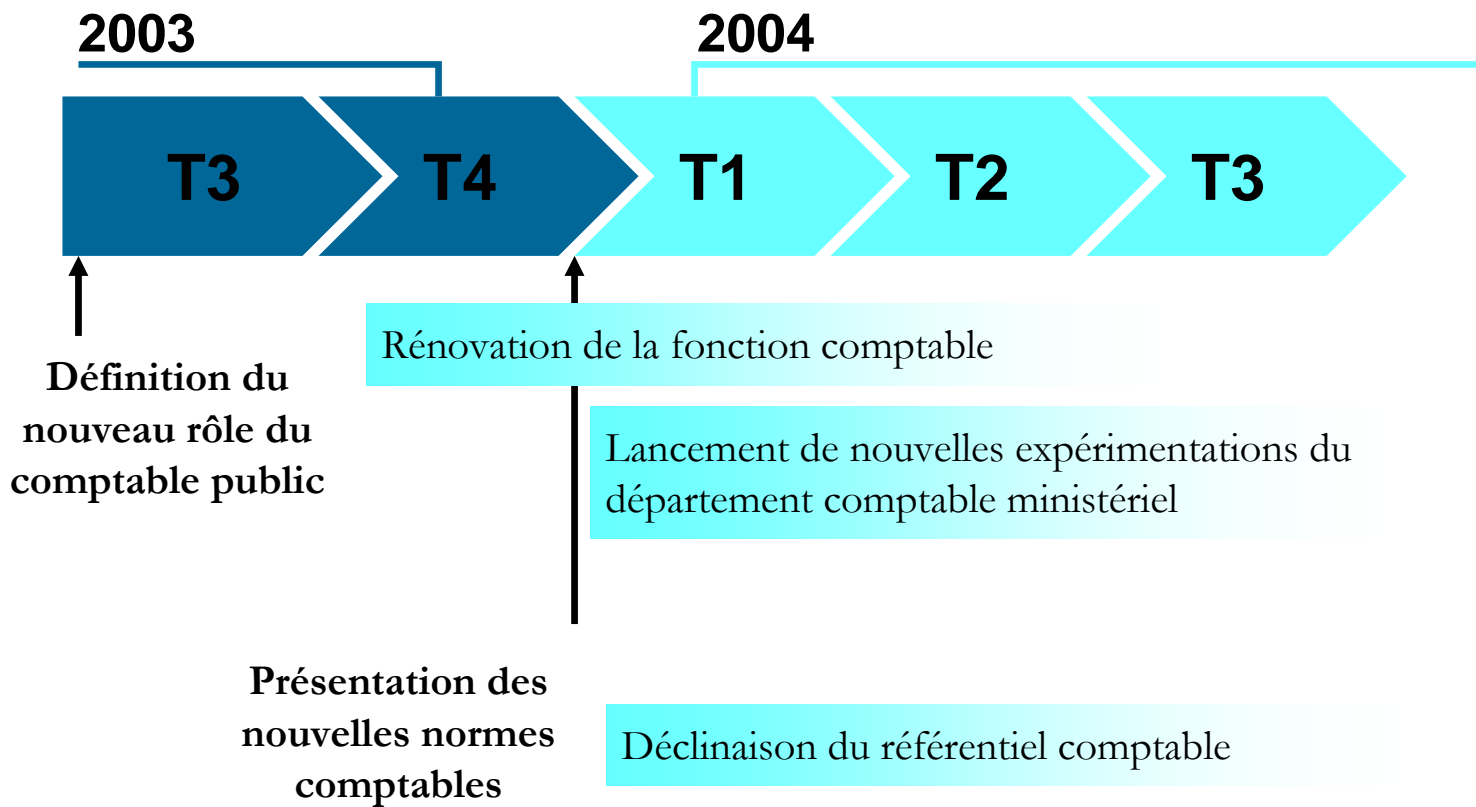 2003
2004
T3
T4
T1
T2
T3
Rénovation de la fonction comptable
Définition du
nouveau rôle du
comptable public
Lancement de nouvelles expérimentations du
département comptable ministériel
Présentation des
nouvelles normes
comptables
Déclinaison du référentiel comptable